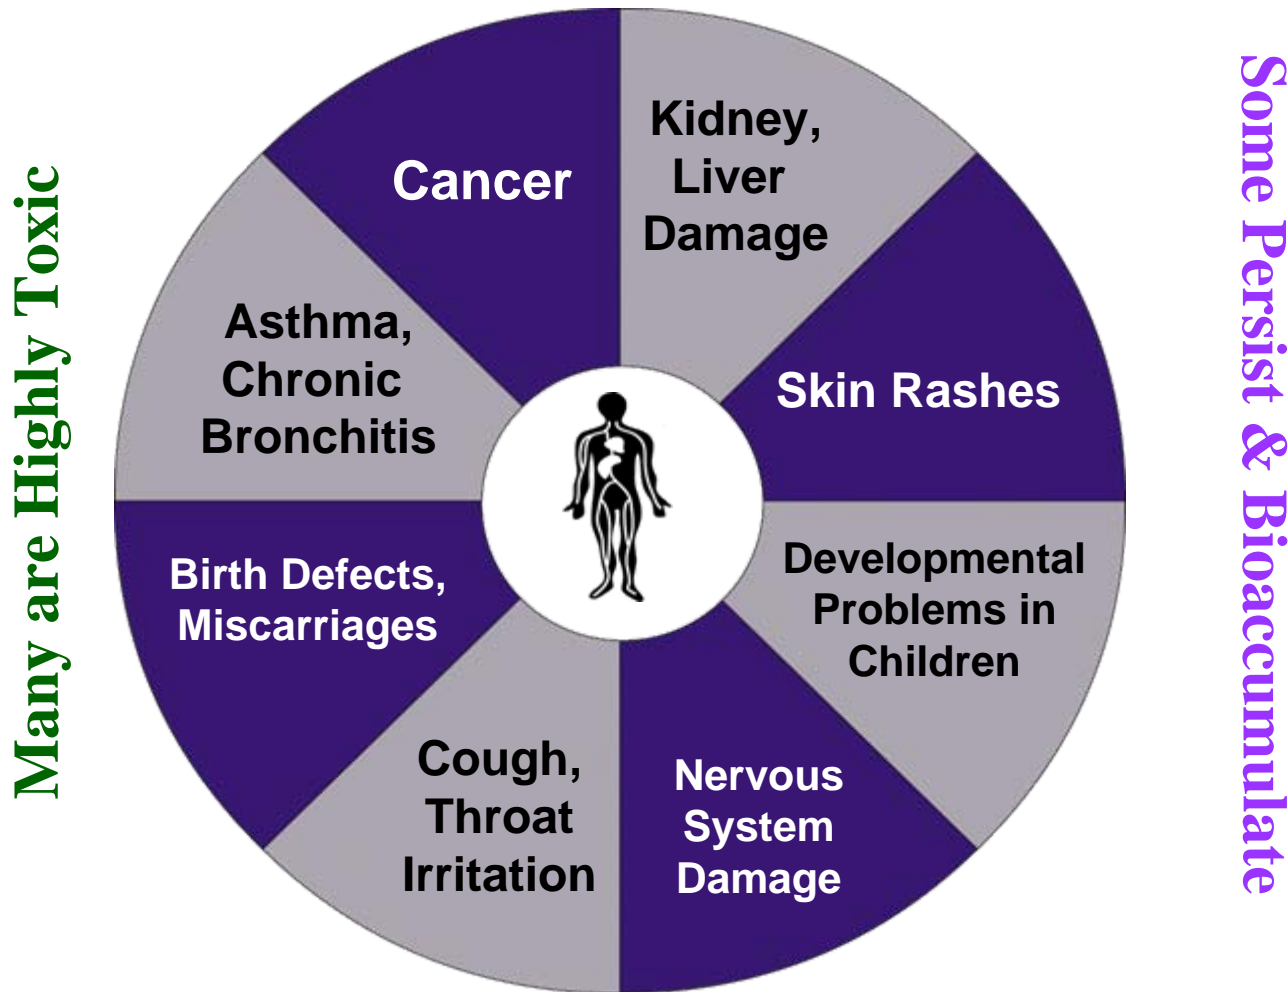 Many are Highly Toxic
Cancer
Kidney,
Liver
Damage
Skin Rashes
Developmental
Problems in
Children
Nervous
System
Damage
Cough,
Throat
Irritation
Birth Defects,
Miscarriages
Asthma,
Chronic
Bronchitis
Some Persist & Bioaccumulate